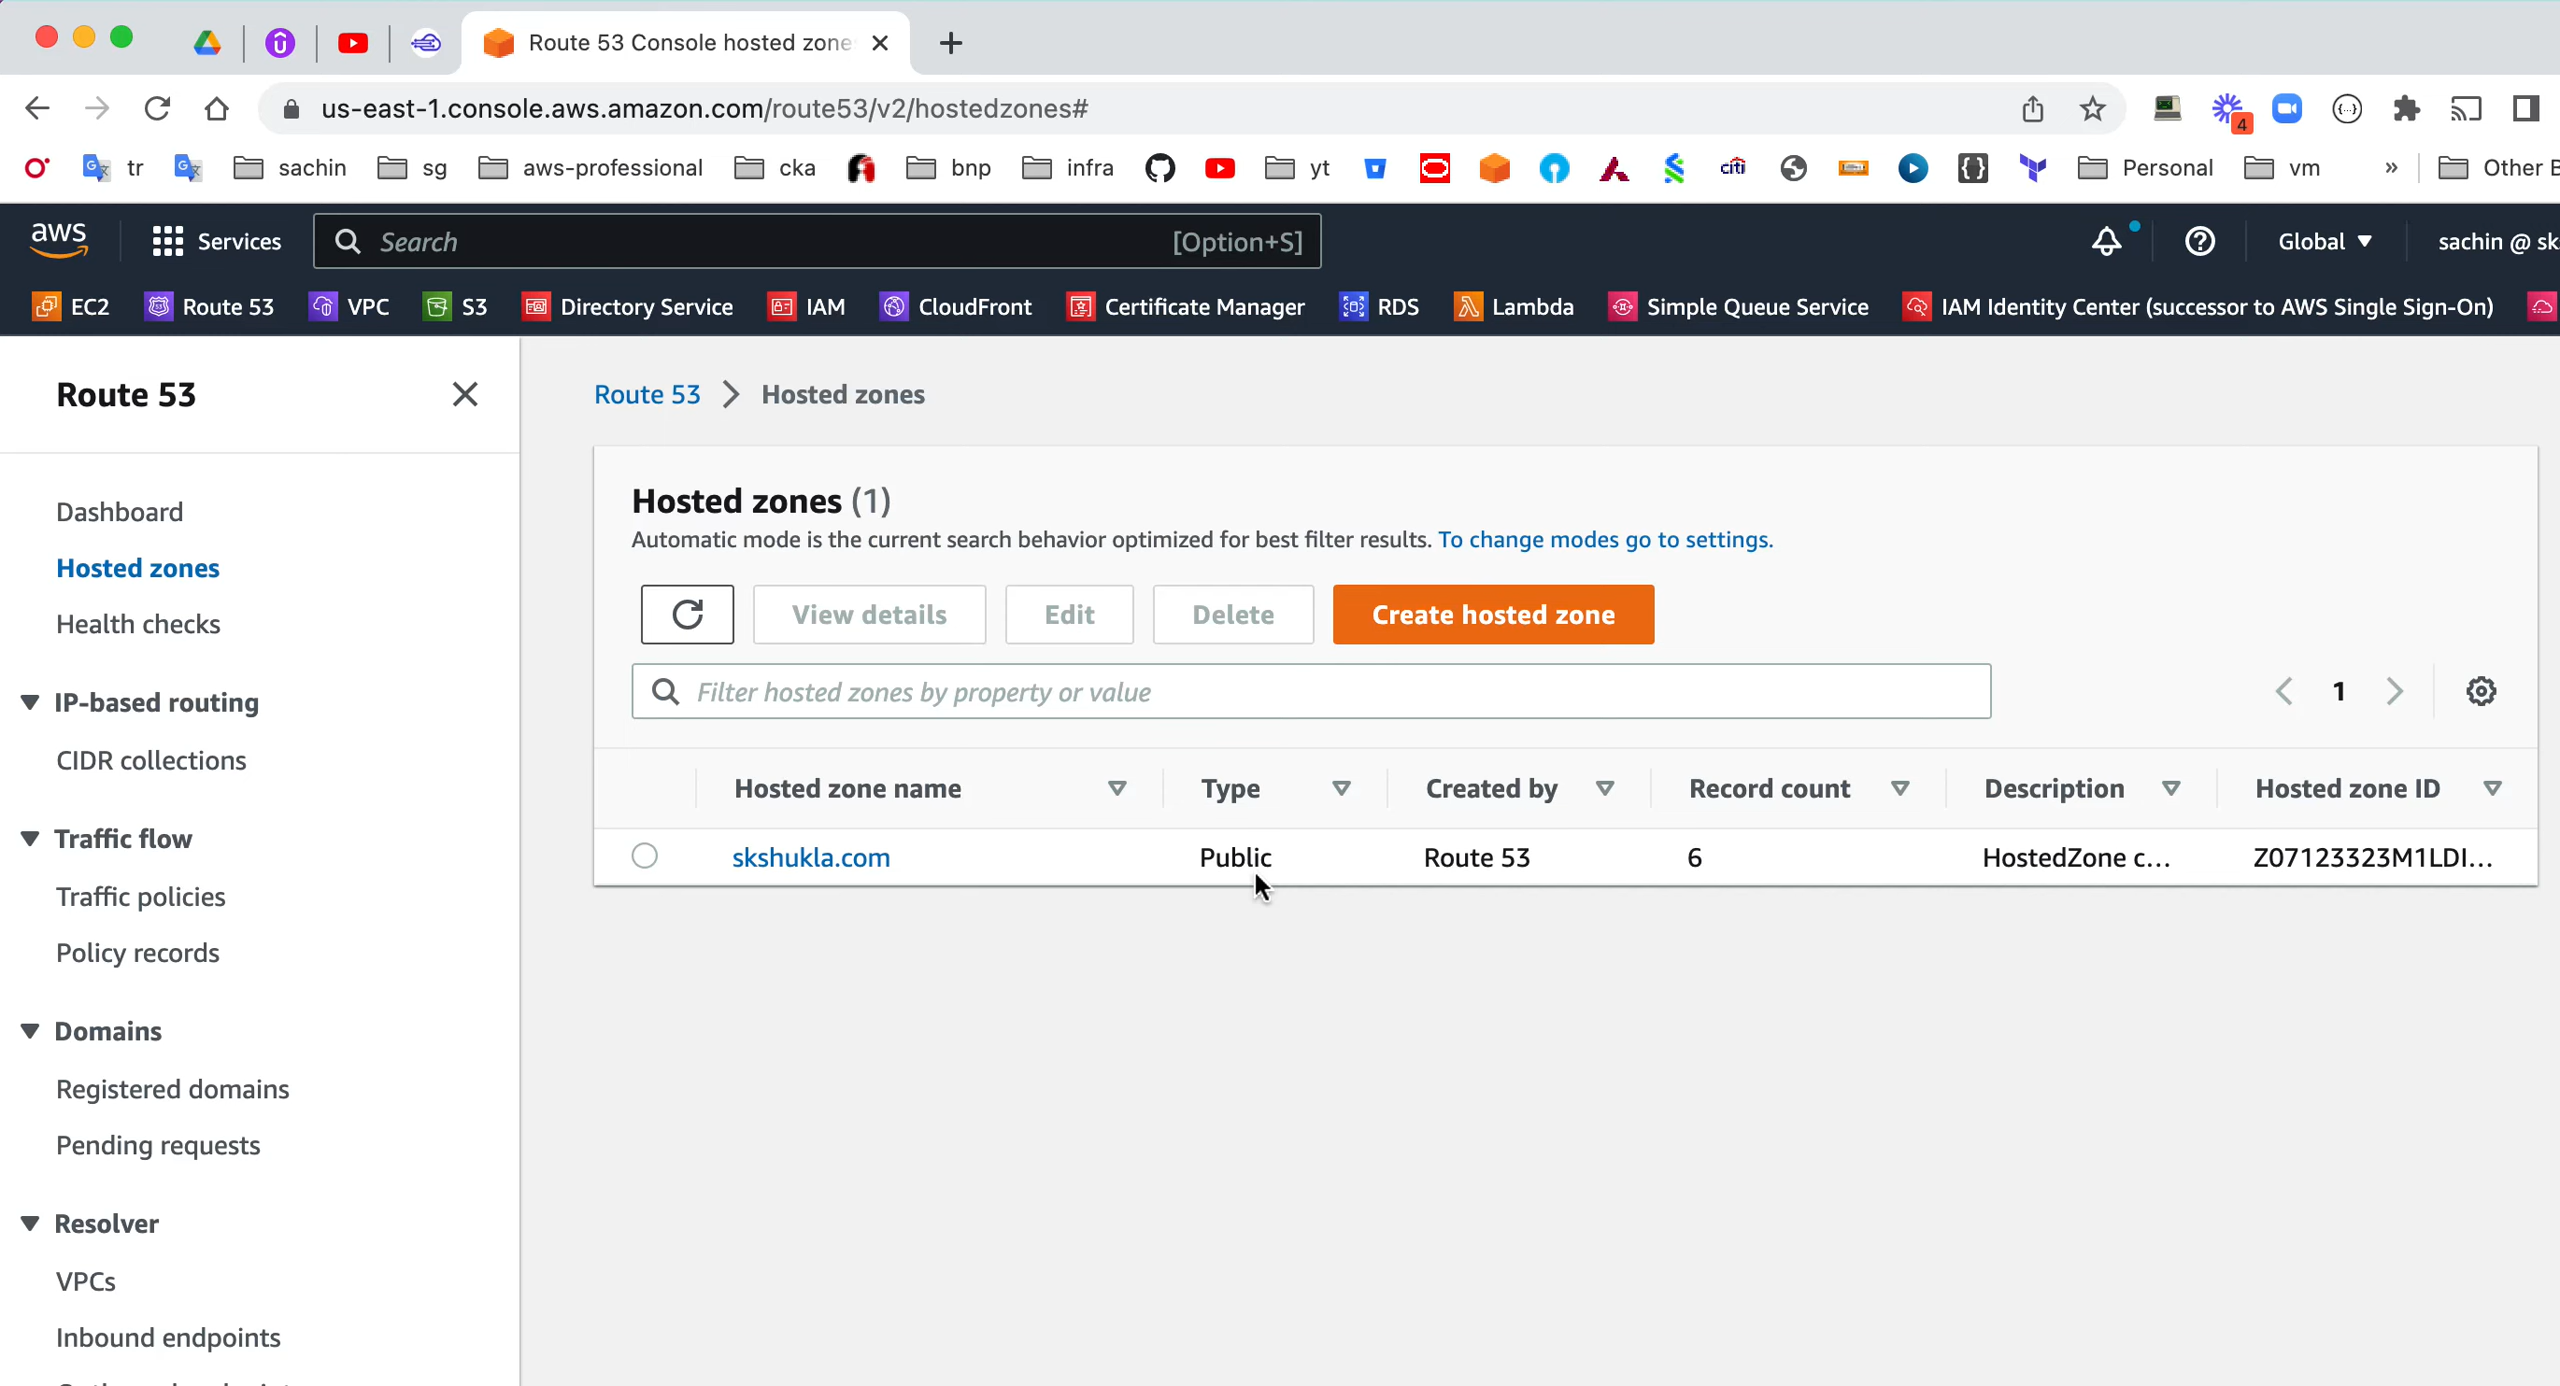 Route 53 Console hosted zone
us-east-1.console.aws.amazon.com/route53/v2/hostedzones#
4
tr sachin sg aws-professional cka bnp infra yt citi Personal vm » Other B
aws Services Search [Option+S] Global sachin @ sk
EC2 Route 53 VPC S3 Directory Service IAM CloudFront Certificate Manager RDS Lambda Simple Queue Service IAM Identity Center (successor to AWS Single Sign-On)
Route 53
Dashboard
Hosted zones
Health checks
IP-based routing
CIDR collections
Traffic flow
Traffic policies
Policy records
Domains
Registered domains
Pending requests
Resolver
VPCs
Inbound endpoints
Route 53 > Hosted zones
Hosted zones (1)
Automatic mode is the current search behavior optimized for best filter results. To change modes go to settings.
View details Edit Delete Create hosted zone
Filter hosted zones by property or value
1
Hosted zone name Type Created by Record count Description Hosted zone ID
skshukla.com Public Route 53 6 HostedZone c... Z07123323M1LDI...